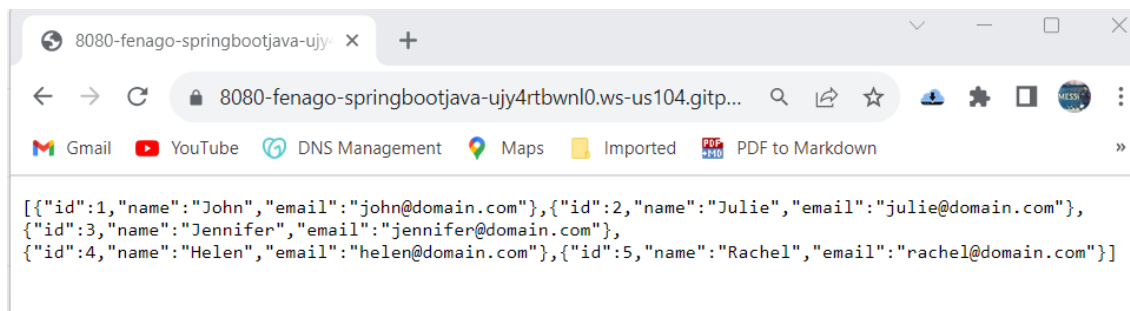 8080-fenago-springbootjava-ujy
8080-fenago-springbootjava-ujy4rtbwnl0.ws-us104.gitp...
Gmail YouTube DNS Management Maps Imported PDF to Markdown »
[{"id":1,"name":"John","email":"john@domain.com"},{"id":2,"name":"Julie","email":"julie@domain.com"},
{"id":3,"name":"Jennifer","email":"jennifer@domain.com"},
{"id":4,"name":"Helen","email":"helen@domain.com"},{"id":5,"name":"Rachel","email":"rachel@domain.com"}]